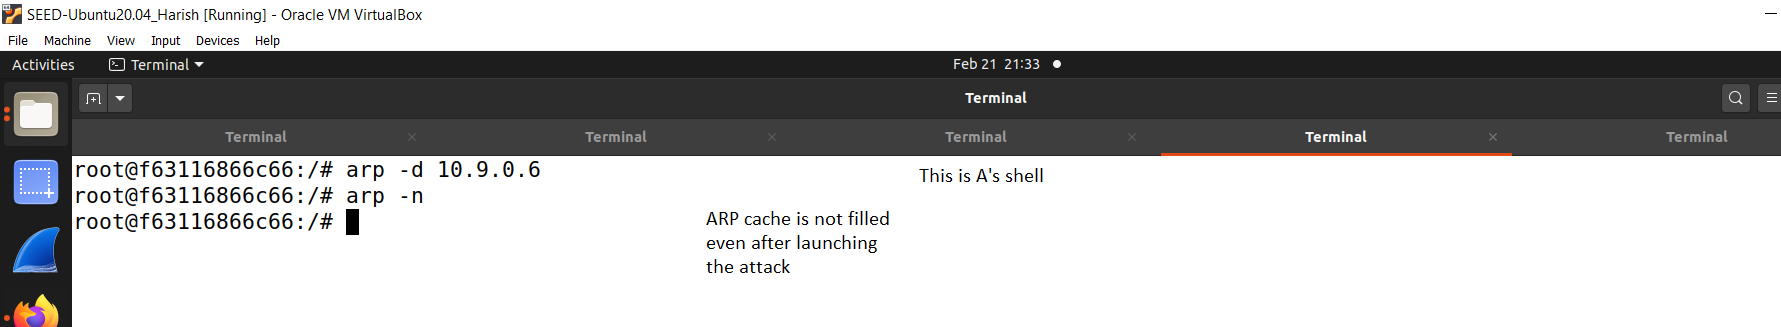 SEED-Ubuntu20.04_Harish [Running] - Oracle VM VirtualBox
File Machine View Input Devices Help
Activities Terminal Feb 21 21:33
Terminal
Terminal Terminal Terminal Terminal Terminal
root@f63116866c66:/# arp -d 10.9.0.6
This is A's shell
root@f63116866c66:/# arp -n
root@f63116866c66:/#
ARP cache is not filled
even after launching
the attack